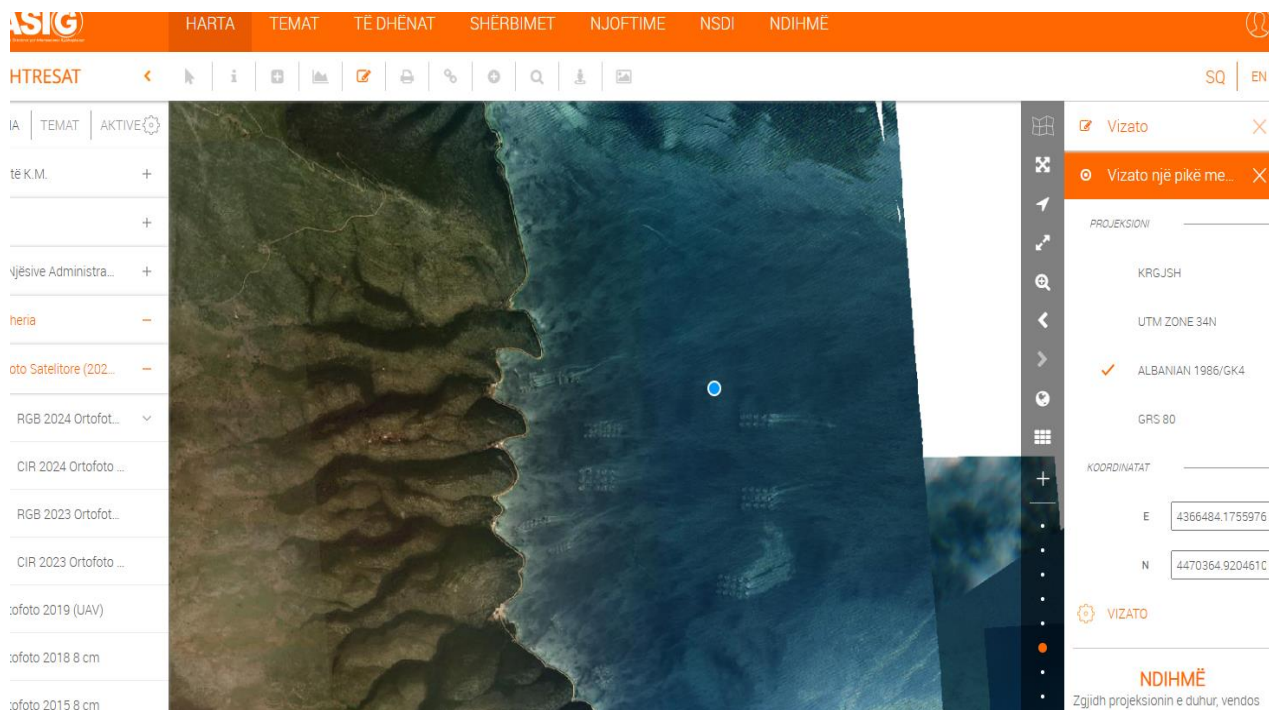 ASIG
HARTA TEMAT TË DHËNAT SHËRBIMET NJOFTIME NSDI NDIHMË
HTRESAT
SQ EN
IA TEMAT AKTIVE
Vizato
të K.M.
Vizato një pikë me...
PROJEKSIONI
Njësive Administra...
KRGJSH
heria
UTM ZONE 34N
oto Satelitore (202...
ALBANIAN 1986/GK4
RGB 2024 Ortofot...
GRS 80
CIR 2024 Ortofoto ...
KOORDINATAT
RGB 2023 Ortofot...
E 4366484.1755976
CIR 2023 Ortofoto ...
N 4470364.920461
tofoto 2019 (UAV)
VIZATO
tofoto 2018 8 cm
NDIHMË
tofoto 2015 8 cm
Zgjidh projeksionin e duhur, vendos